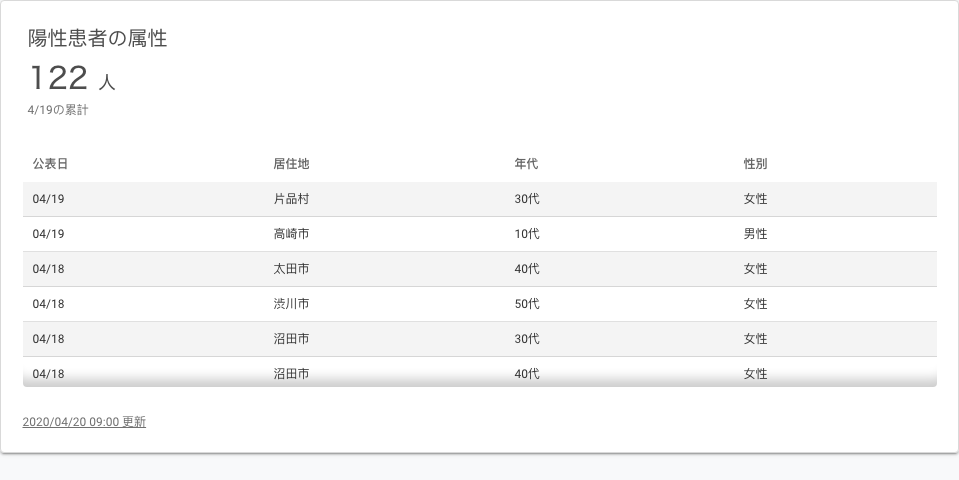 陽性患者の属性
122 人
4/19の累計
公表日 居住地 年代 性別
04/19 片品村 30代 女性
04/19 高崎市 10代 男性
04/18 太田市 40代 女性
04/18 渋川市 50代 女性
04/18 沼田市 30代 女性
04/18 沼田市 40代 女性
2020/04/20 09:00 更新